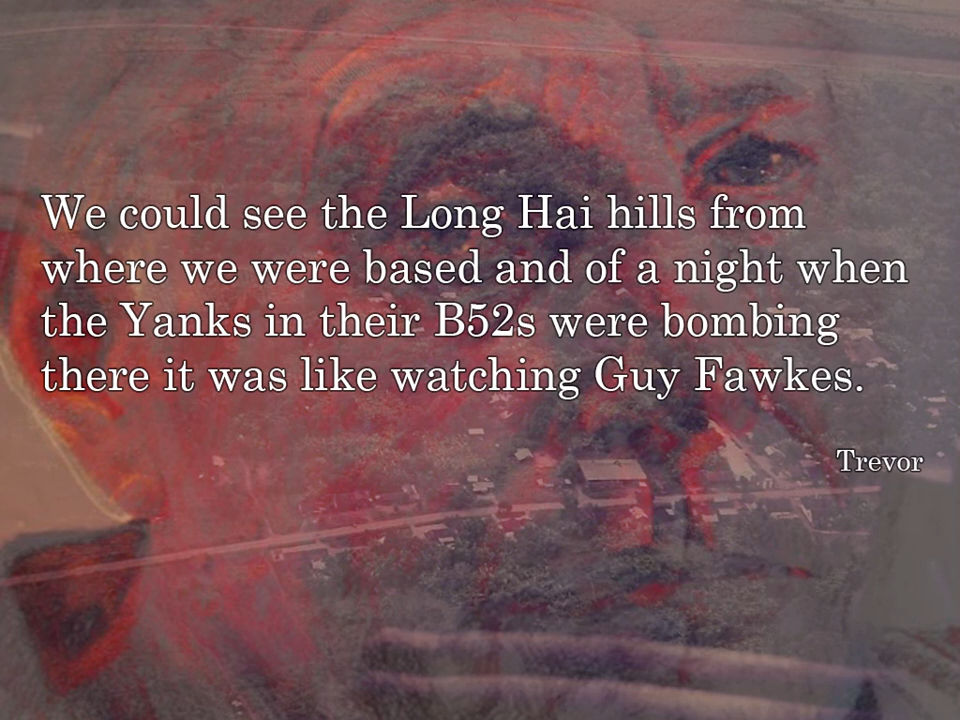 We could see the Long Hai hills from
where we were based and of a night when
the Yanks in their B52s were bombing
there it was like watching Guy Fawkes.
Trevor